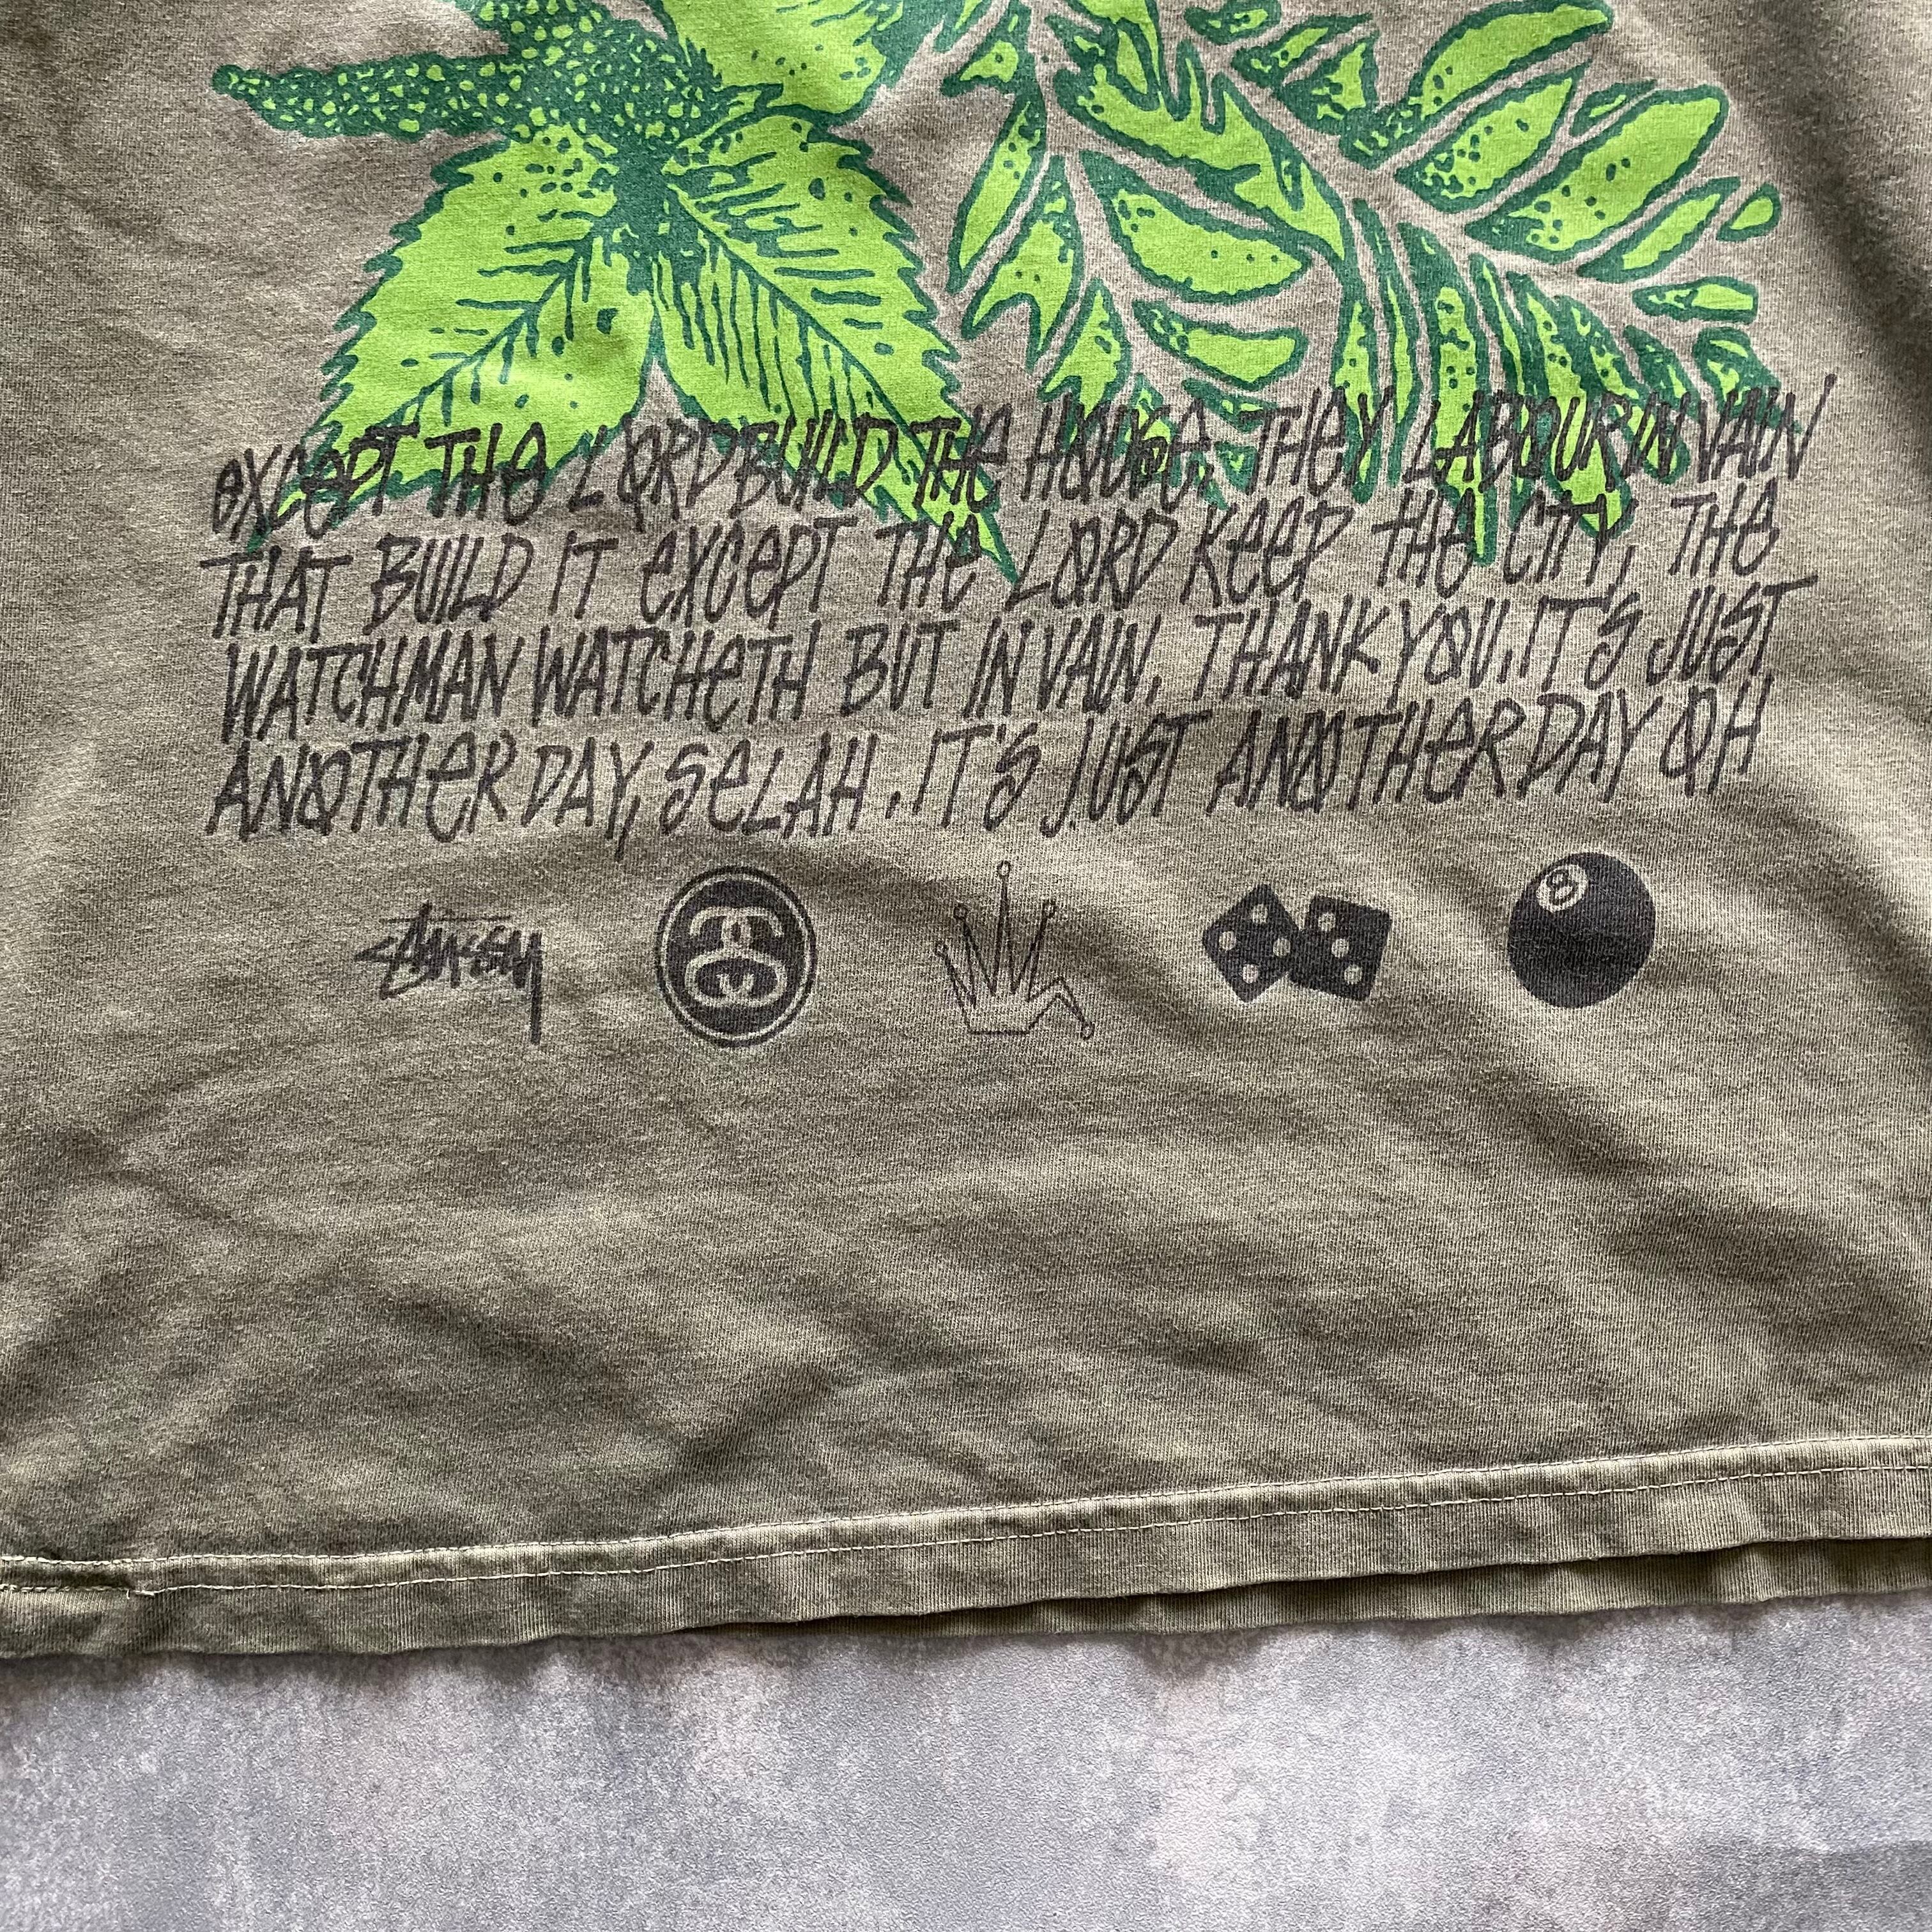 eXCePT THe LORD BUILD THe HOUSe. THeY LABOUR IN VAIN
THAT BUILD IT eXCePT THe LORD KeeP THe CITY, THe
WATCHMAN WATCHeTH BUT IN VAIN. THANK YOU. IT'S JUST
ANOTHeR DAY, SeLAH. IT'S JUST ANOTHeR DAY OH
STüSSY
8